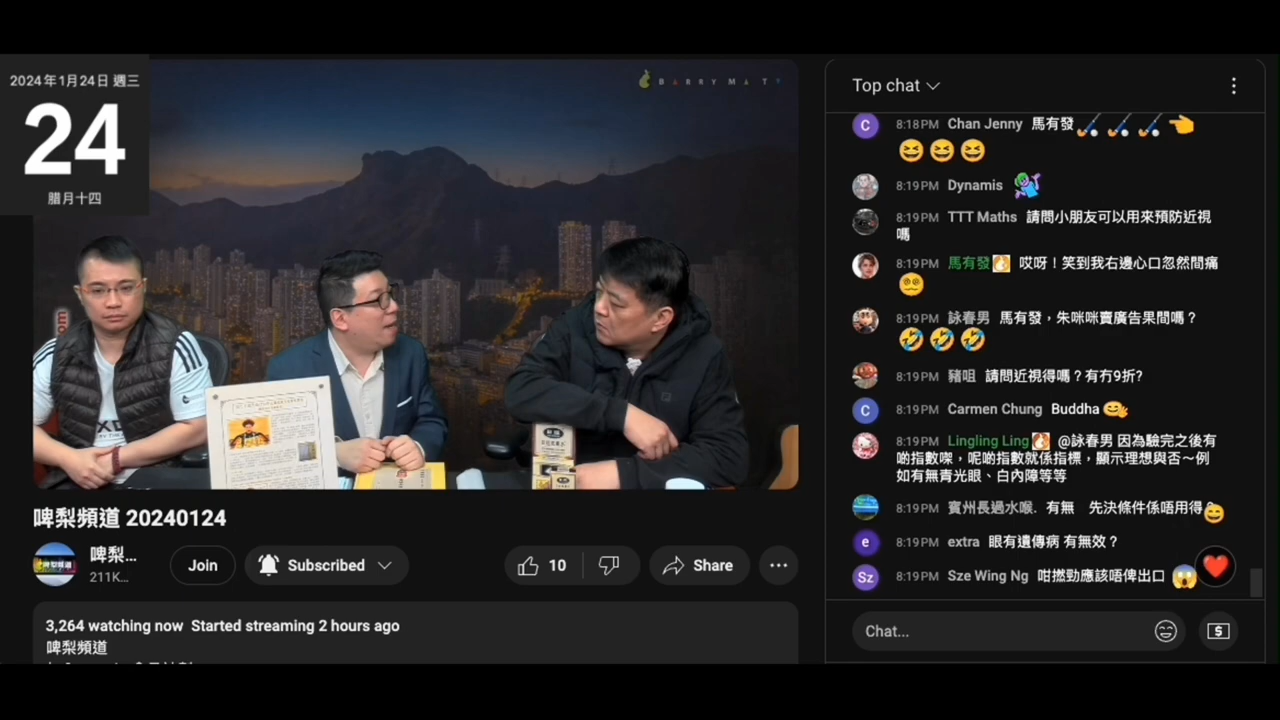 2024年1月24日 週三
24
腊月十四
BARRY MA TV
啤梨頻道 20240124
啤梨...
211K...
Join
Subscribed
10
Share
3,264 watching now Started streaming 2 hours ago
啤梨頻道
Top chat
C 8:18PM Chan Jenny 馬有發🏑🏑🏑👈
😆😆😆
8:19PM Dynamis
8:19PM TTT Maths 請問小朋友可以用來預防近視
嗎
8:19PM 馬有發 哎呀！笑到我右邊心口忽然間痛
😵‍💫
8:19PM 詠春男 馬有發，朱咪咪賣廣告果間嗎？
🤣🤣🤣
8:19PM 豬咀 請問近視得嗎？有冇9折?
C 8:19PM Carmen Chung Buddha
8:19PM Lingling Ling @詠春男 因為驗完之後有
啲指數㗎，呢啲指數就係指標，顯示理想與否～例
如有無青光眼、白內障等等
8:19PM 賓州長過水喉. 有無 先決條件係唔用得😄
e 8:19PM extra 眼有遺傳病 有無效？
Sz 8:19PM Sze Wing Ng 咁撚勁應該唔俾出口 😱
❤️
Chat...